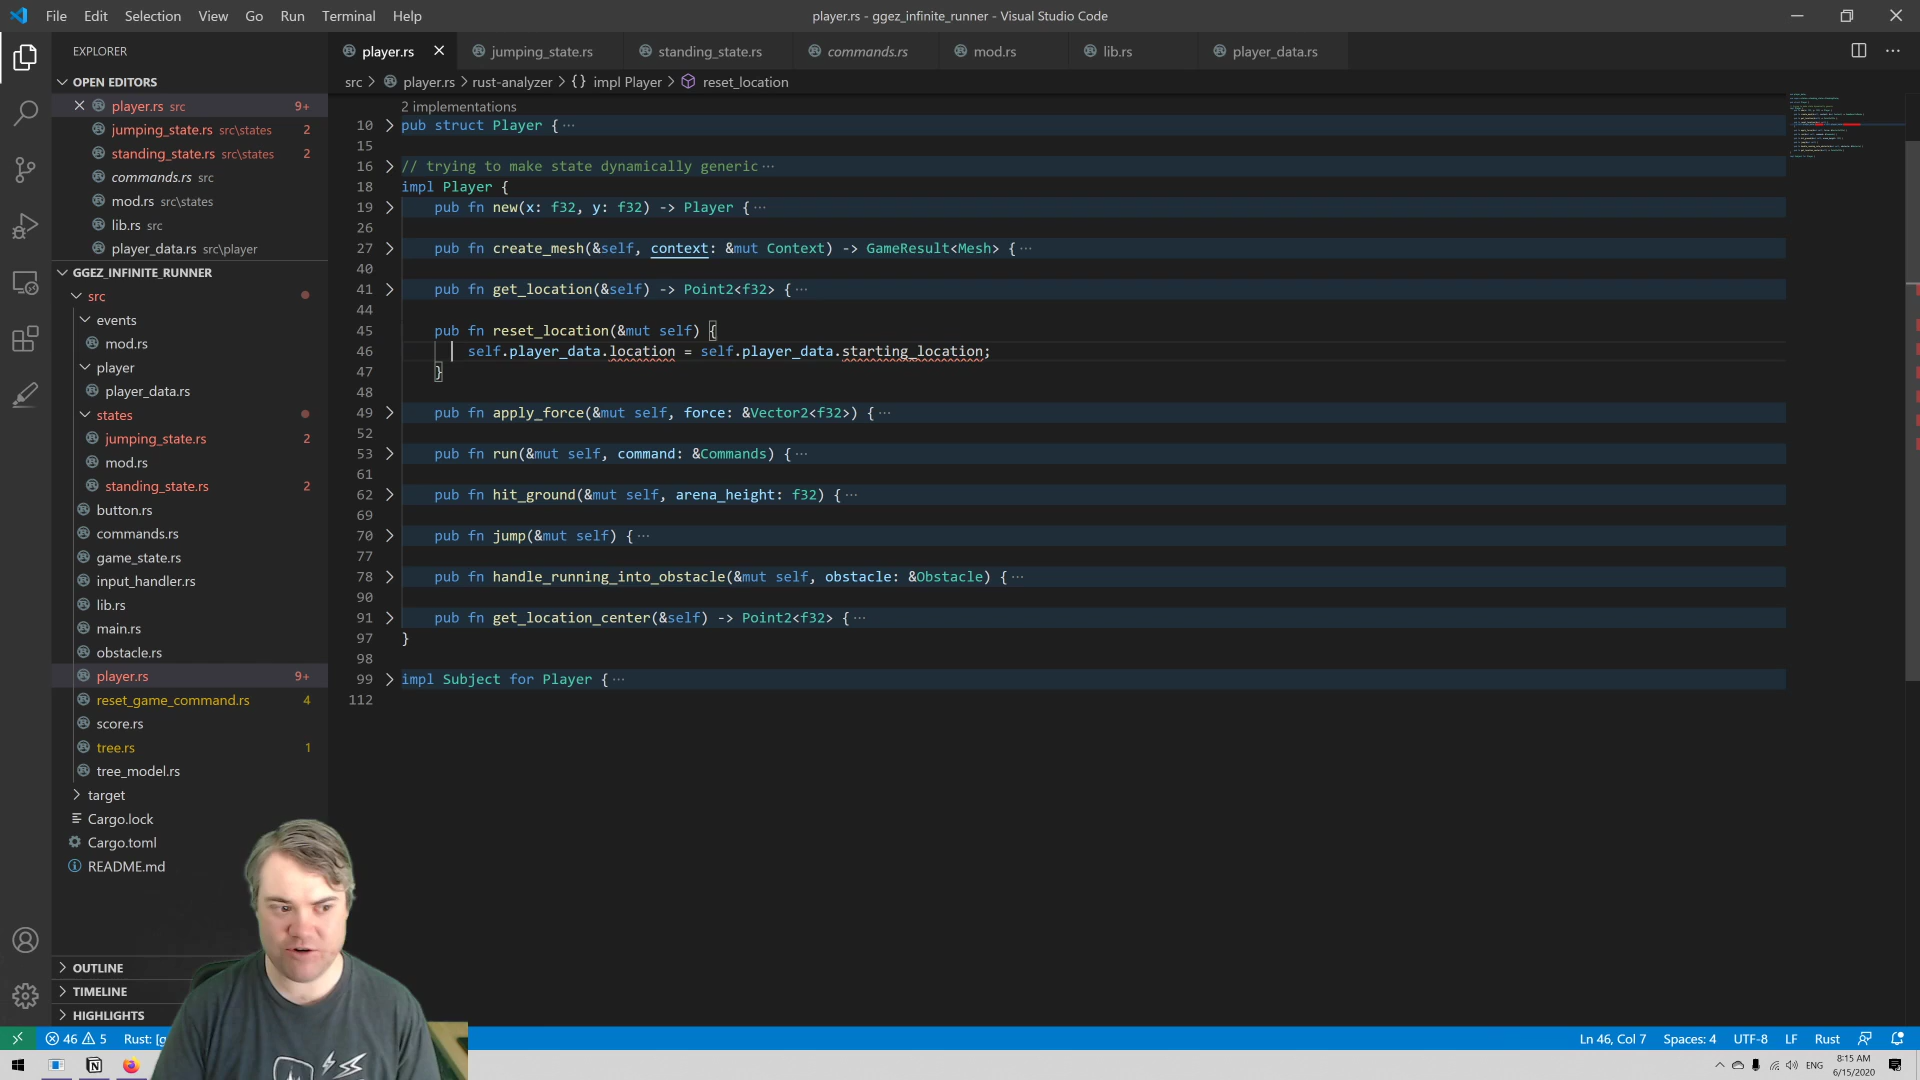 File Edit Selection View Go Run Terminal Help
player.rs - ggez_infinite_runner - Visual Studio Code
EXPLORER
OPEN EDITORS
player.rs src 9+
jumping_state.rs src\states 2
standing_state.rs src\states 2
commands.rs src
mod.rs src\states
lib.rs src
player_data.rs src\player
GGEZ_INFINITE_RUNNER
src
events
mod.rs
player
player_data.rs
states
jumping_state.rs 2
mod.rs
standing_state.rs 2
button.rs
commands.rs
game_state.rs
input_handler.rs
lib.rs
main.rs
obstacle.rs
player.rs 9+
reset_game_command.rs 4
score.rs
tree.rs 1
tree_model.rs
target
Cargo.lock
Cargo.toml
README.md
OUTLINE
TIMELINE
HIGHLIGHTS
player.rs jumping_state.rs standing_state.rs commands.rs mod.rs lib.rs player_data.rs
src > player.rs > rust-analyzer > {} impl Player > reset_location
2 implementations
10 pub struct Player { ···
15
16 // trying to make state dynamically generic ···
18 impl Player {
19 pub fn new(x: f32, y: f32) -> Player { ···
26
27 pub fn create_mesh(&self, context: &mut Context) -> GameResult<Mesh> { ···
40
41 pub fn get_location(&self) -> Point2<f32> { ···
44
45 pub fn reset_location(&mut self) {
46 self.player_data.location = self.player_data.starting_location;
47 }
48
49 pub fn apply_force(&mut self, force: &Vector2<f32>) { ···
52
53 pub fn run(&mut self, command: &Commands) { ···
61
62 pub fn hit_ground(&mut self, arena_height: f32) { ···
69
70 pub fn jump(&mut self) { ···
77
78 pub fn handle_running_into_obstacle(&mut self, obstacle: &Obstacle) { ···
90
91 pub fn get_location_center(&self) -> Point2<f32> { ···
97 }
98
99 impl Subject for Player { ···
112
46 5 Rust: [g
Ln 46, Col 7 Spaces: 4 UTF-8 LF Rust
ENG
8:15 AM
6/15/2020